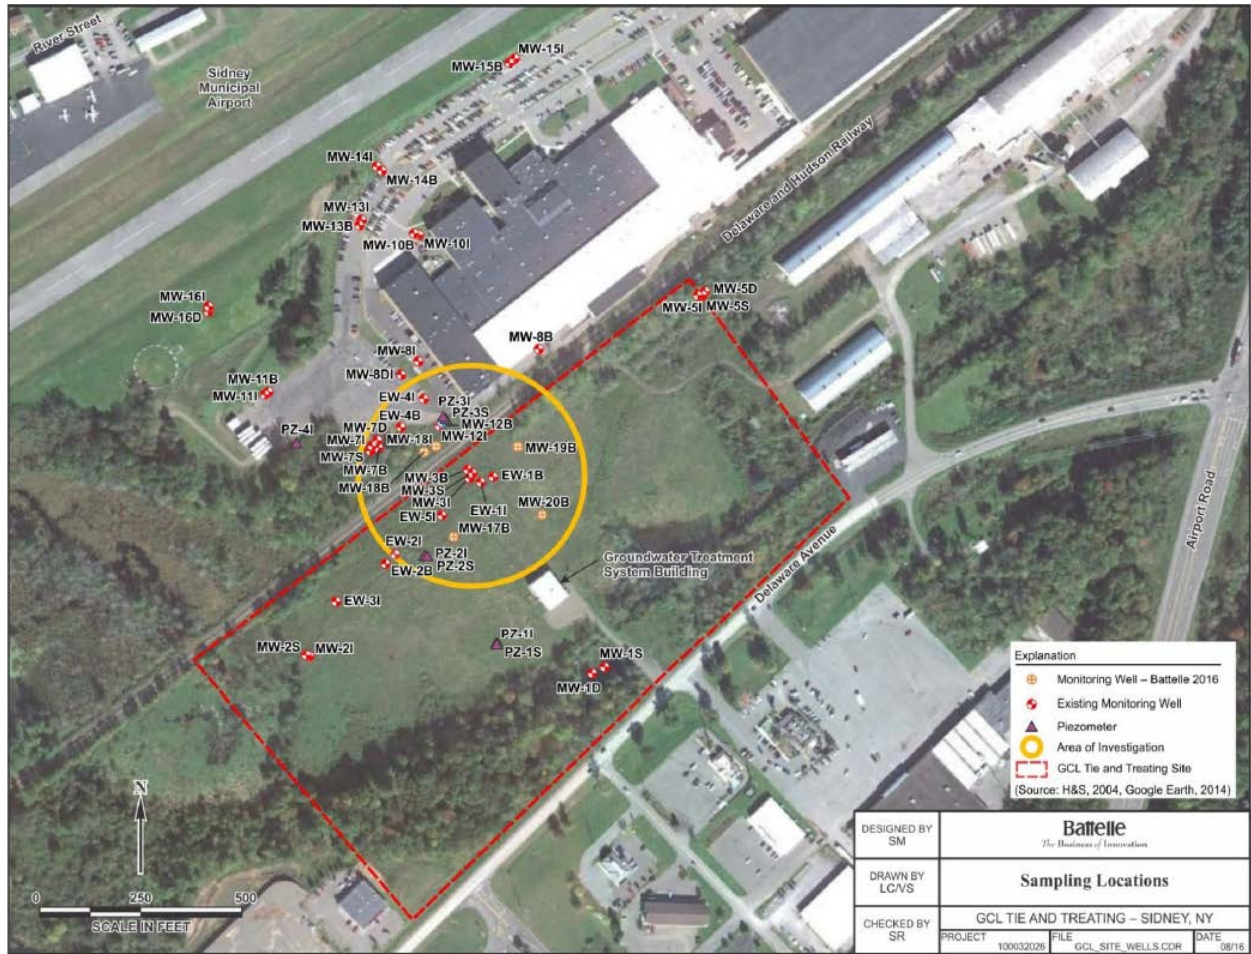 River Street
Sidney
Municipal
Airport
MW-15I
MW-15B
MW-14I
MW-14B
MW-13I
MW-13B
MW-10B
MW-10I
Delaware and Hudson Railway
MW-16I
MW-16D
MW-5D
MW-5I
MW-5S
MW-8B
MW-8I
MW-8DI
MW-11B
MW-11I
EW-4I
PZ-3I
PZ-3S
EW-4B
MW-12B
MW-7D
MW-12I
PZ-4I
MW-7I
MW-18I
MW-19B
MW-7S
MW-7B
MW-18B
MW-3B
EW-1B
MW-3S
MW-3I
EW-1I
MW-20B
EW-5I
MW-17B
EW-2I
PZ-2I
PZ-2S
EW-2B
Groundwater Treatment
System Building
Delaware Avenue
Airport Road
EW-3I
MW-2S
MW-2I
PZ-1I
PZ-1S
MW-1S
MW-1D
Explanation
Monitoring Well – Battelle 2016
Existing Monitoring Well
Piezometer
Area of Investigation
GCL Tie and Treating Site
(Source: H&S, 2004, Google Earth, 2014)
N
0 250 500
SCALE IN FEET
DESIGNED BY
SM
Battelle
The Business of Innovation
DRAWN BY
LC/VS
Sampling Locations
CHECKED BY
SR
GCL TIE AND TREATING – SIDNEY, NY
PROJECT
100032026
FILE
GCL_SITE_WELLS.CDR
DATE
08/16